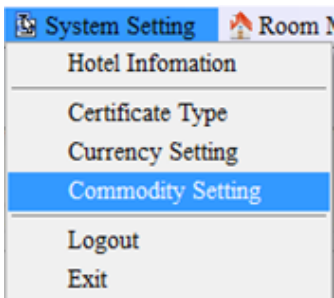 System Setting Room
Hotel Infomation
Certificate Type
Currency Setting
Commodity Setting
Logout
Exit